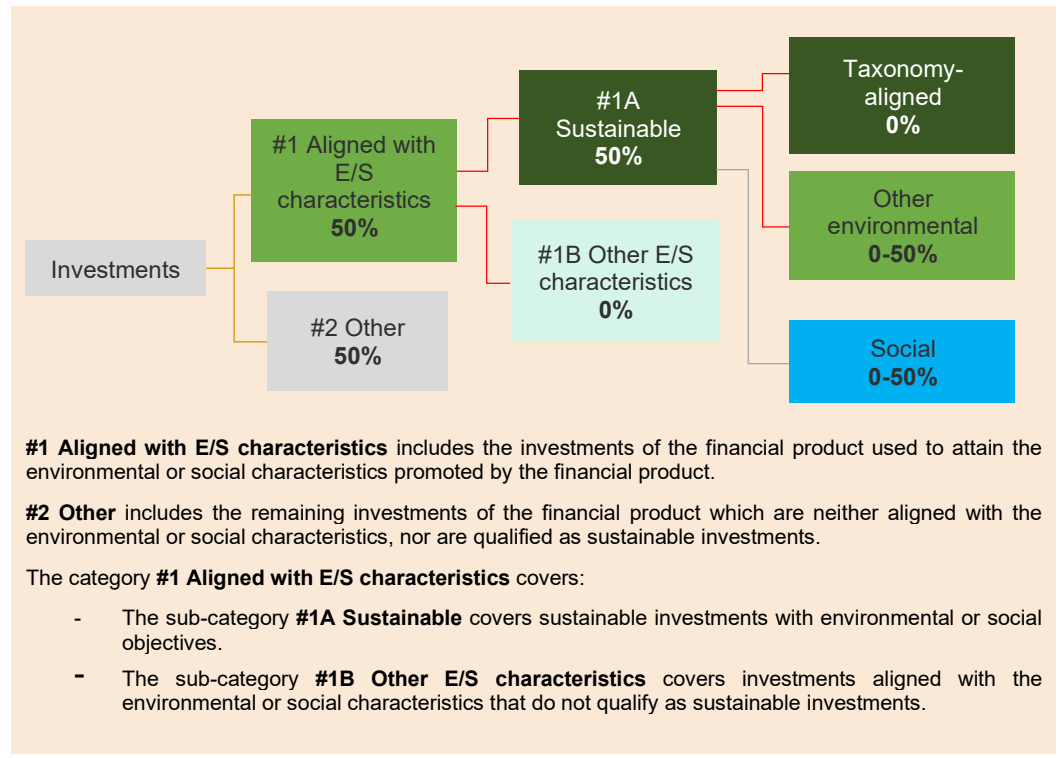 Investments
#1 Aligned with
E/S
characteristics
50%
#2 Other
50%
#1A
Sustainable
50%
#1B Other E/S
characteristics
0%
Taxonomy-
aligned
0%
Other
environmental
0-50%
Social
0-50%
#1 Aligned with E/S characteristics includes the investments of the financial product used to attain the
environmental or social characteristics promoted by the financial product.
#2 Other includes the remaining investments of the financial product which are neither aligned with the
environmental or social characteristics, nor are qualified as sustainable investments.
The category #1 Aligned with E/S characteristics covers:
- The sub-category #1A Sustainable covers sustainable investments with environmental or social
objectives.
- The sub-category #1B Other E/S characteristics covers investments aligned with the
environmental or social characteristics that do not qualify as sustainable investments.